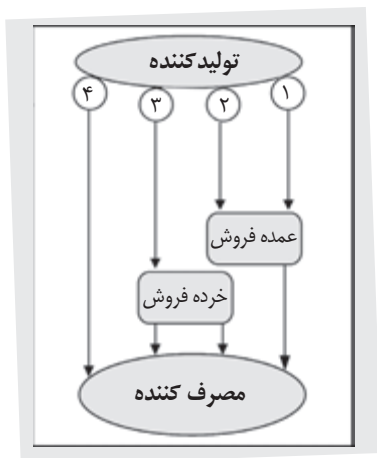 تولیدکننده
۱ ۲ ۳ ۴
عمده فروش
خرده فروش
مصرف کننده